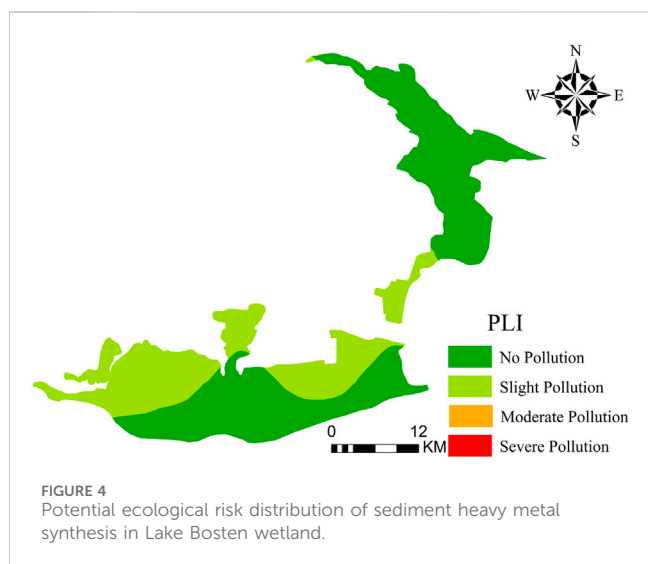 N
W E
S
PLI
No Pollution
Slight Pollution
Moderate Pollution
Severe Pollution
0 12
KM
FIGURE 4
Potential ecological risk distribution of sediment heavy metal
synthesis in Lake Bosten wetland.